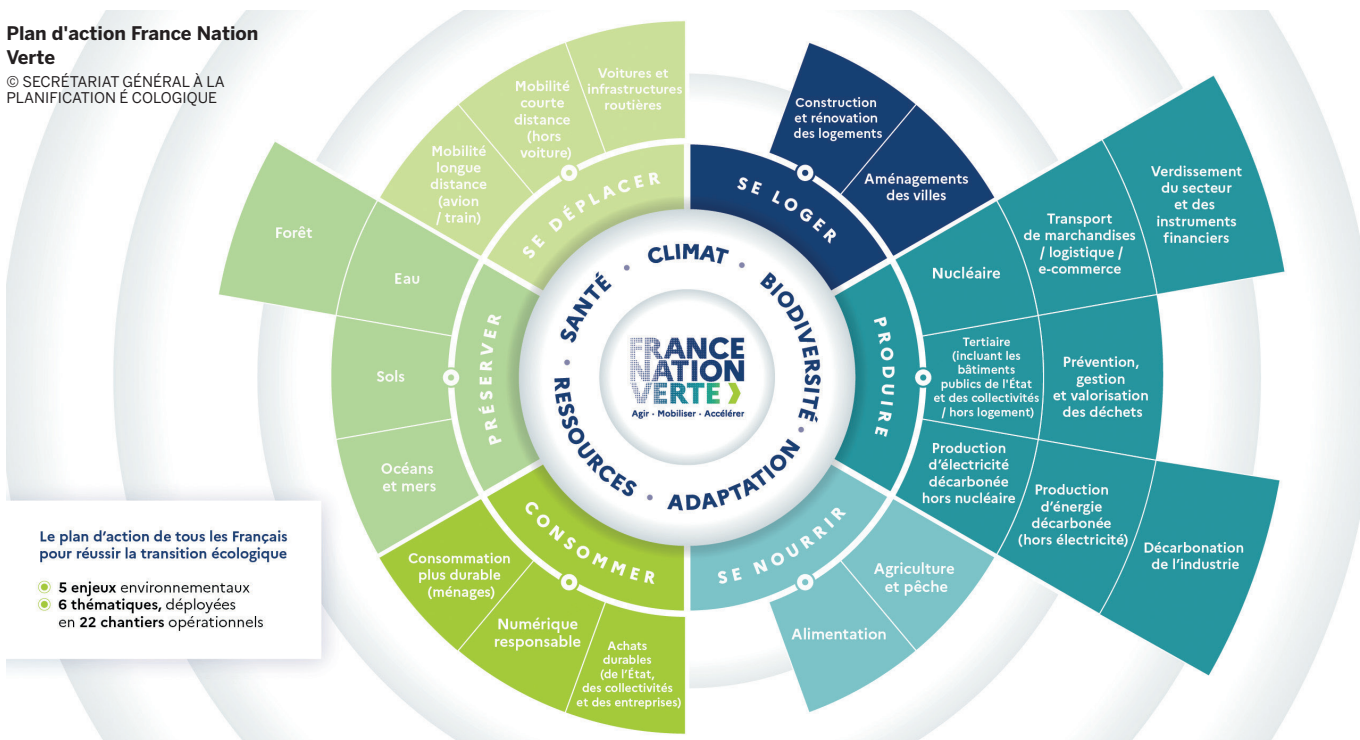 Plan d'action France Nation
Verte
© SECRÉTARIAT GÉNÉRAL À LA
PLANIFICATION É COLOGIQUE
Voitures et
infrastructures
routières
Mobilité
courte
distance
(hors
voiture)
Mobilité
longue
distance
(avion
/ train)
SE DÉPLACER
Construction
et rénovation
des logements
Aménagements
des villes
SE LOGER
Verdissement
du secteur
et des
instruments
financiers
Transport
de marchandises
/ logistique /
e-commerce
Nucléaire
Tertiaire
(incluant les
bâtiments
publics de l'État
et des collectivités
/ hors logement)
Prévention,
gestion
et valorisation
des déchets
Production
d'électricité
décarbonée
hors nucléaire
Production
d'énergie
décarbonée
(hors électricité)
Décarbonation
de l'industrie
PRODUIRE
Agriculture
et pêche
Alimentation
SE NOURRIR
Consommation
plus durable
(ménages)
Numérique
responsable
Achats
durables
(de l'État,
des collectivités
et des entreprises)
CONSOMMER
Forêt
Eau
Sols
Océans
et mers
PRÉSERVER
SANTÉ • CLIMAT • BIODIVERSITÉ • ADAPTATION • RESSOURCES •
FRANCE
NATION
VERTE
Agir · Mobiliser · Accélérer
Le plan d'action de tous les Français
pour réussir la transition écologique
5 enjeux environnementaux
6 thématiques, déployées
en 22 chantiers opérationnels